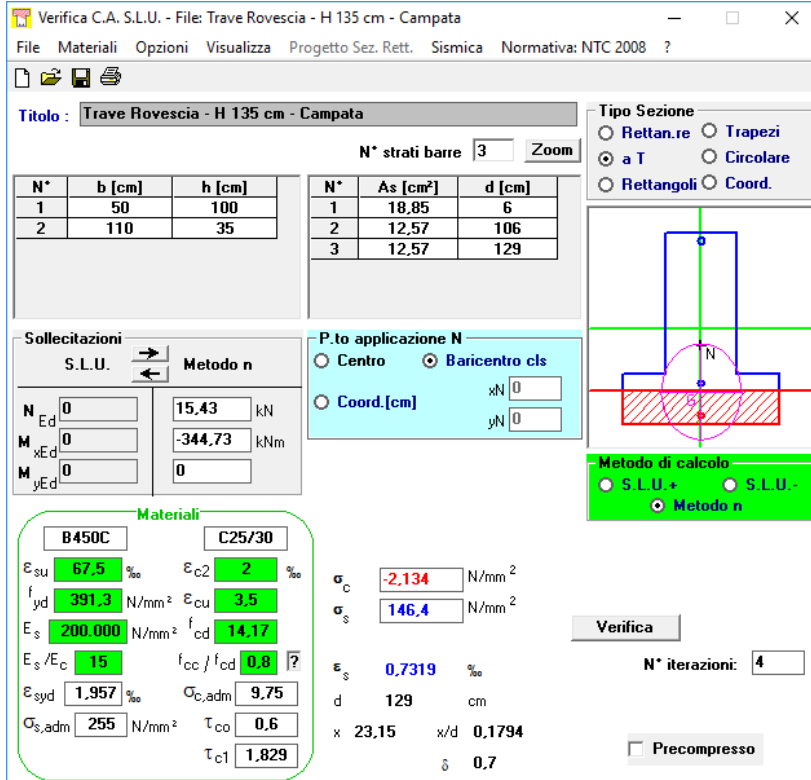 Verifica C.A. S.L.U. - File: Trave Rovescia - H 135 cm - Campata
File Materiali Opzioni Visualizza Progetto Sez. Rett. Sismica Normativa: NTC 2008 ?
Titolo : Trave Rovescia - H 135 cm - Campata
N° strati barre 3 Zoom
Tipo Sezione
Rettan.re Trapezi
a T Circolare
Rettangoli Coord.
N° b [cm] h [cm]
1 50 100
2 110 35
N° As [cm²] d [cm]
1 18,85 6
2 12,57 106
3 12,57 129
N
G
Sollecitazioni
S.L.U. Metodo n
N Ed 0 15,43 kN
M xEd 0 -344,73 kNm
M yEd 0 0
P.to applicazione N
Centro Baricentro cls
Coord.[cm] xN 0
yN 0
Metodo di calcolo
S.L.U.+ S.L.U.-
Metodo n
Materiali
B450C C25/30
εsu 67,5 ‰ εc2 2 ‰
fyd 391,3 N/mm² εcu 3,5
Es 200.000 N/mm² fcd 14,17
Es/Ec 15 fcc/fcd 0,8 ?
εsyd 1,957 ‰ σc,adm 9,75
σs,adm 255 N/mm² τco 0,6
τc1 1,829
σc -2,134 N/mm²
σs 146,4 N/mm²
εs 0,7319 ‰
d 129 cm
x 23,15 x/d 0,1794
δ 0,7
Verifica
N° iterazioni: 4
Precompresso